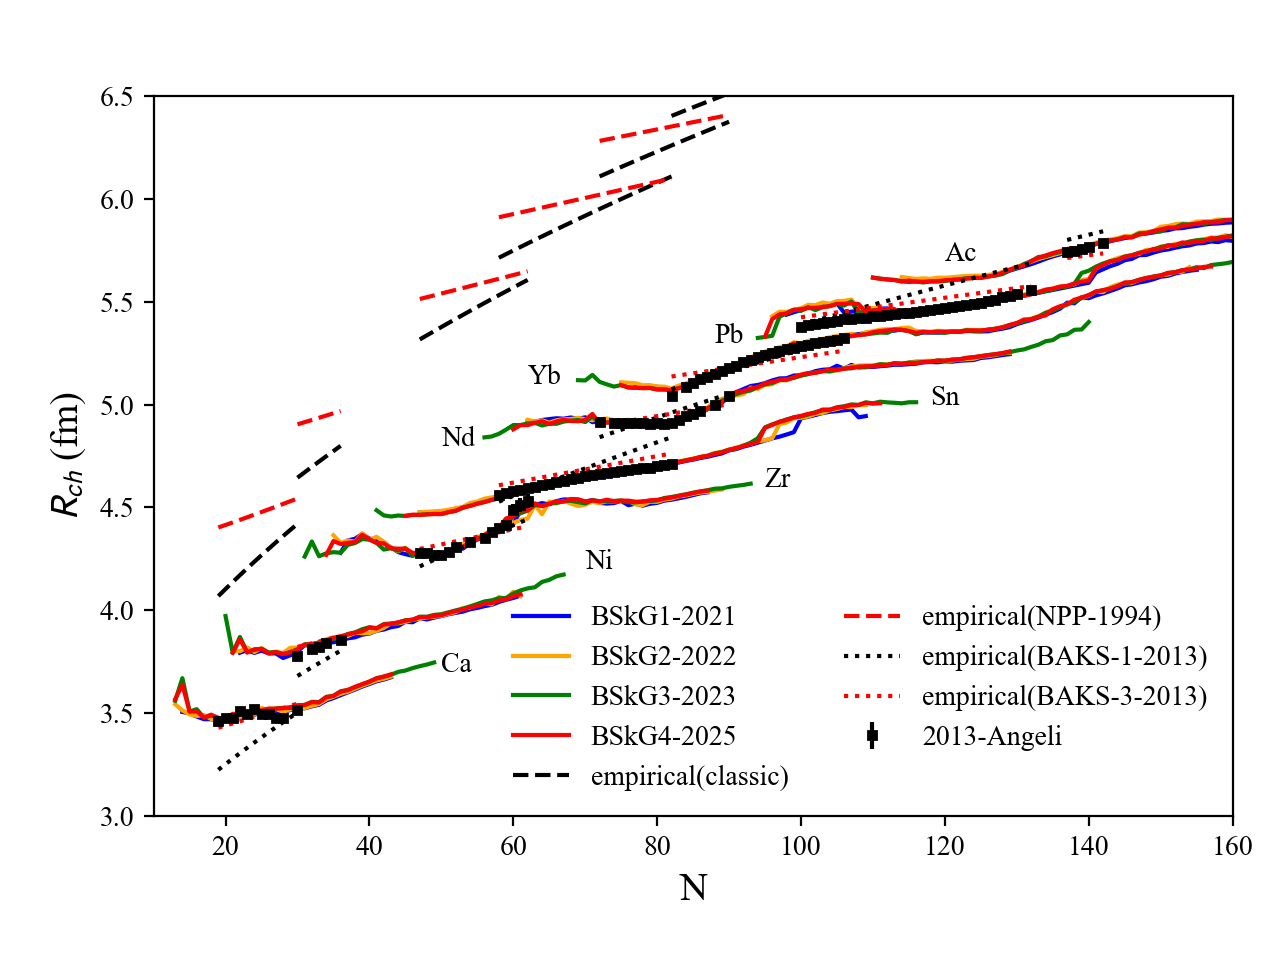 6.5
6.0
5.5
5.0
4.5
4.0
3.5
3.0
R_ch (fm)
Ac
Pb
Yb
Sn
Nd
Zr
Ni
Ca
BSkG1-2021
BSkG2-2022
BSkG3-2023
BSkG4-2025
empirical(classic)
empirical(NPP-1994)
empirical(BAKS-1-2013)
empirical(BAKS-3-2013)
2013-Angeli
20 40 60 80 100 120 140 160
N